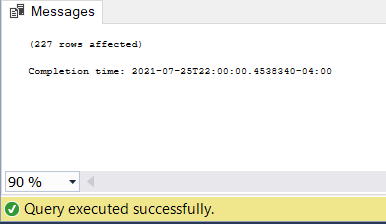 Messages
(227 rows affected)
Completion time: 2021-07-25T22:00:00.4538340-04:00
90 %
Query executed successfully.